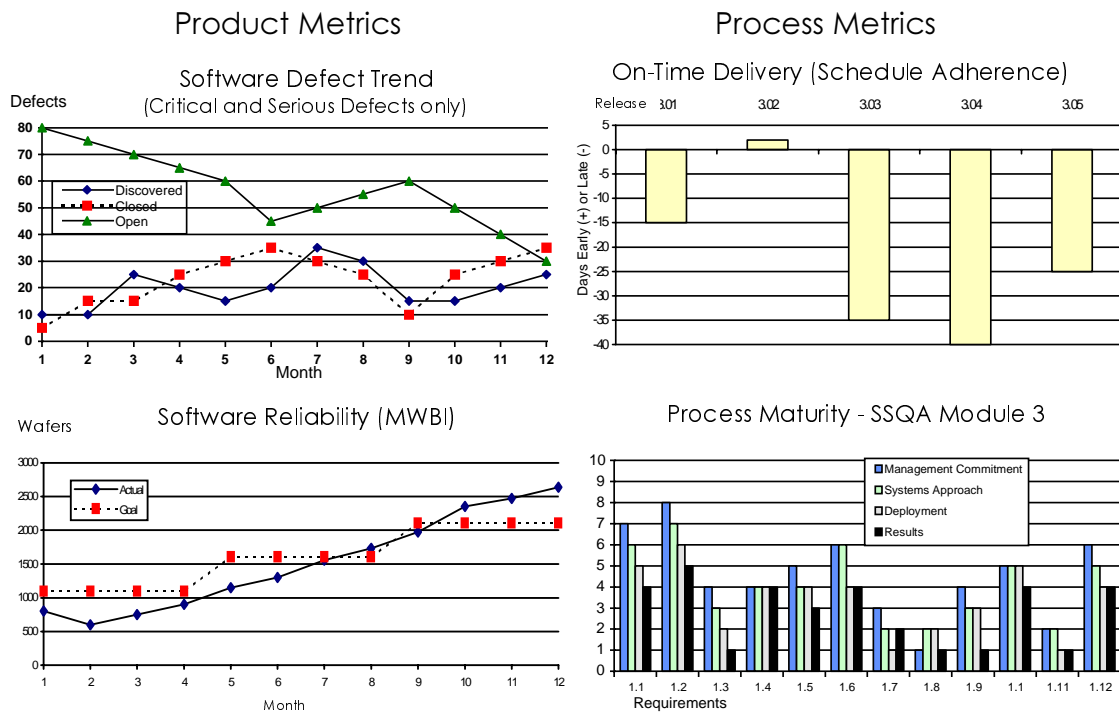 Product Metrics
Software Defect Trend
(Critical and Serious Defects only)
Defects
80
70
60
50
40
30
20
10
0
Discovered
Closed
Open
1 2 3 4 5 6 7 8 9 10 11 12
Month
Process Metrics
On-Time Delivery (Schedule Adherence)
Release 3.01 3.02 3.03 3.04 3.05
Days Early (+) or Late (-)
5
0
-5
-10
-15
-20
-25
-30
-35
-40
Software Reliability (MWBI)
Wafers
3000
2500
2000
1500
1000
500
0
Actual
Goal
1 2 3 4 5 6 7 8 9 10 11 12
Month
Process Maturity - SSQA Module 3
10
9
8
7
6
5
4
3
2
1
0
Management Commitment
Systems Approach
Deployment
Results
1.1 1.2 1.3 1.4 1.5 1.6 1.7 1.8 1.9 1.1 1.11 1.12
Requirements